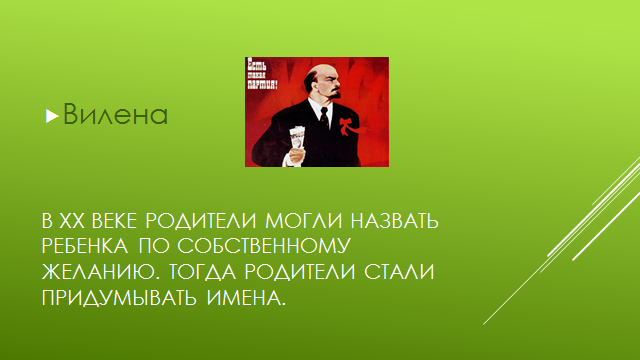 Есть
такая
партия!
Вилена
В XX ВЕКЕ РОДИТЕЛИ МОГЛИ НАЗВАТЬ
РЕБЕНКА ПО СОБСТВЕННОМУ
ЖЕЛАНИЮ. ТОГДА РОДИТЕЛИ СТАЛИ
ПРИДУМЫВАТЬ ИМЕНА.